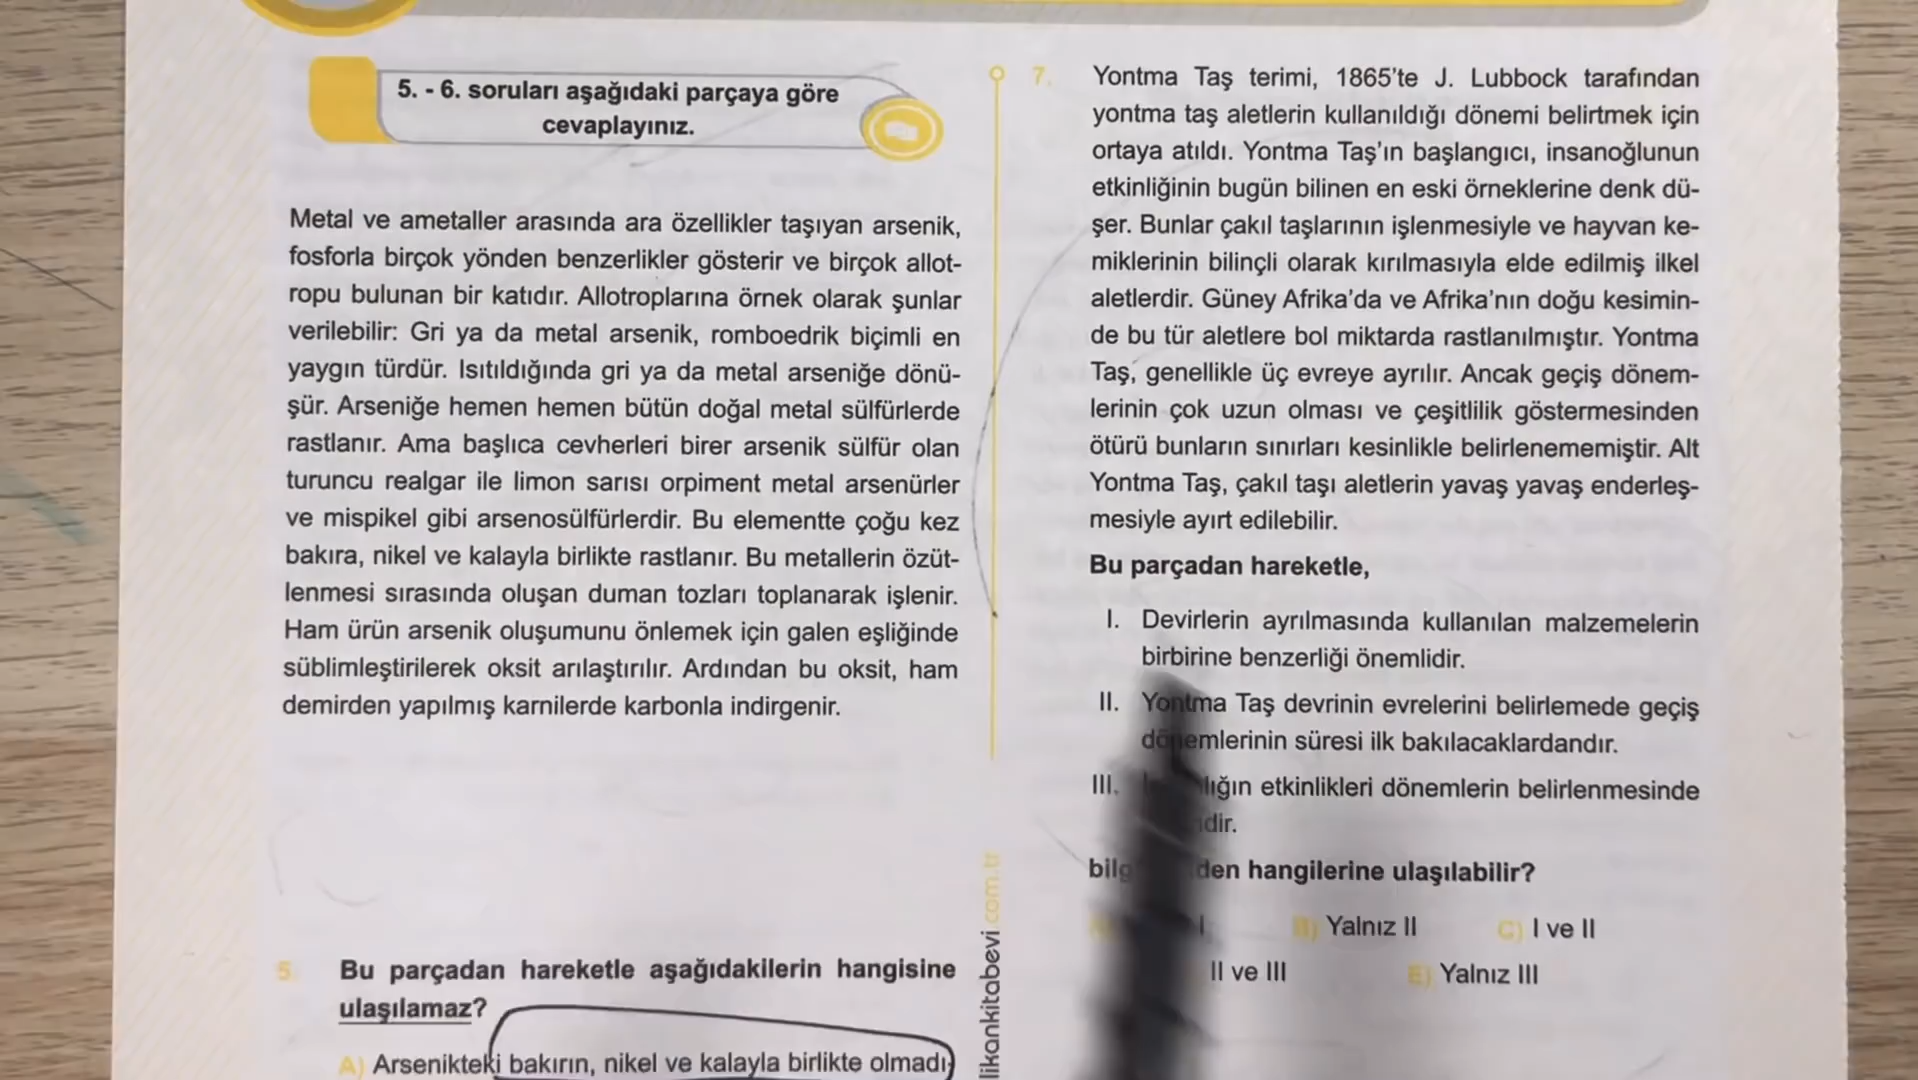 5. - 6. soruları aşağıdaki parçaya göre
cevaplayınız.
Metal ve ametaller arasında ara özellikler taşıyan arsenik,
fosforla birçok yönden benzerlikler gösterir ve birçok allot-
ropu bulunan bir katıdır. Allotroplarına örnek olarak şunlar
verilebilir: Gri ya da metal arsenik, romboedrik biçimli en
yaygın türdür. Isıtıldığında gri ya da metal arseniğe dönü-
şür. Arseniğe hemen hemen bütün doğal metal sülfürlerde
rastlanır. Ama başlıca cevherleri birer arsenik sülfür olan
turuncu realgar ile limon sarısı orpiment metal arsenürler
ve mispikel gibi arsenosülfürlerdir. Bu elementte çoğu kez
bakıra, nikel ve kalayla birlikte rastlanır. Bu metallerin özüt-
lenmesi sırasında oluşan duman tozları toplanarak işlenir.
Ham ürün arsenik oluşumunu önlemek için galen eşliğinde
süblimleştirilerek oksit arılaştırılır. Ardından bu oksit, ham
demirden yapılmış karnilerde karbonla indirgenir.
5. Bu parçadan hareketle aşağıdakilerin hangisine
ulaşılamaz?
A) Arsenikteki bakırın, nikel ve kalayla birlikte olmadı-
likankitabevi.com.tr
7. Yontma Taş terimi, 1865'te J. Lubbock tarafından
yontma taş aletlerin kullanıldığı dönemi belirtmek için
ortaya atıldı. Yontma Taş'ın başlangıcı, insanoğlunun
etkinliğinin bugün bilinen en eski örneklerine denk dü-
şer. Bunlar çakıl taşlarının işlenmesiyle ve hayvan ke-
miklerinin bilinçli olarak kırılmasıyla elde edilmiş ilkel
aletlerdir. Güney Afrika'da ve Afrika'nın doğu kesimin-
de bu tür aletlere bol miktarda rastlanılmıştır. Yontma
Taş, genellikle üç evreye ayrılır. Ancak geçiş dönem-
lerinin çok uzun olması ve çeşitlilik göstermesinden
ötürü bunların sınırları kesinlikle belirlenememiştir. Alt
Yontma Taş, çakıl taşı aletlerin yavaş yavaş enderleş-
mesiyle ayırt edilebilir.
Bu parçadan hareketle,
I. Devirlerin ayrılmasında kullanılan malzemelerin
birbirine benzerliği önemlidir.
II. Yontma Taş devrinin evrelerini belirlemede geçiş
dönemlerinin süresi ilk bakılacaklardandır.
III. etkinlikleri dönemlerin belirlenmesinde
hangilerine ulaşılabilir?
B) Yalnız II C) I ve II
II ve III E) Yalnız III